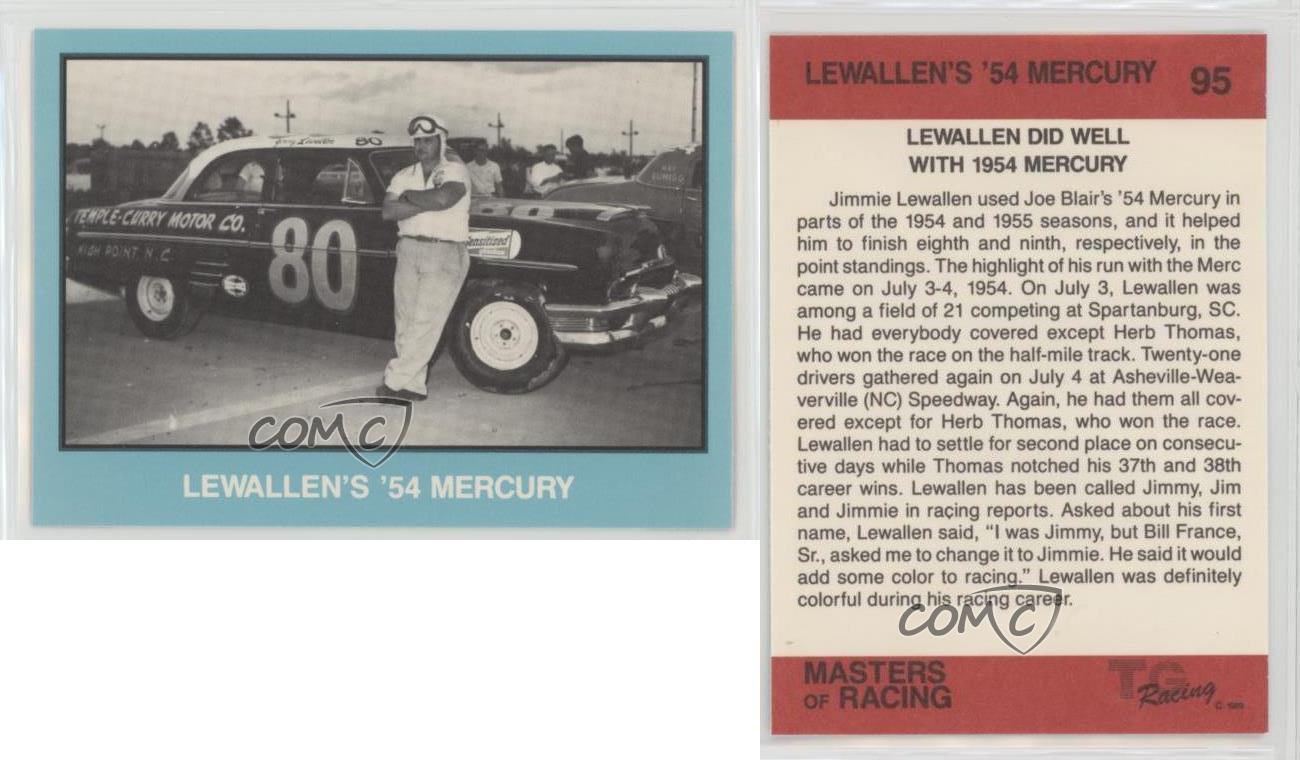 80
TEMPLE-CURRY MOTOR CO.
HIGH POINT N.C.
80
COMC
LEWALLEN'S '54 MERCURY
LEWALLEN'S '54 MERCURY 95
LEWALLEN DID WELL
WITH 1954 MERCURY
Jimmie Lewallen used Joe Blair's '54 Mercury in
parts of the 1954 and 1955 seasons, and it helped
him to finish eighth and ninth, respectively, in the
point standings. The highlight of his run with the Merc
came on July 3-4, 1954. On July 3, Lewallen was
among a field of 21 competing at Spartanburg, SC.
He had everybody covered except Herb Thomas,
who won the race on the half-mile track. Twenty-one
drivers gathered again on July 4 at Asheville-Wea-
verville (NC) Speedway. Again, he had them all cov-
ered except for Herb Thomas, who won the race.
Lewallen had to settle for second place on consecu-
tive days while Thomas notched his 37th and 38th
career wins. Lewallen has been called Jimmy, Jim
and Jimmie in racing reports. Asked about his first
name, Lewallen said, “I was Jimmy, but Bill France,
Sr., asked me to change it to Jimmie. He said it would
add some color to racing.” Lewallen was definitely
colorful during his racing career.
COMC
MASTERS
OF RACING
TG
Racing